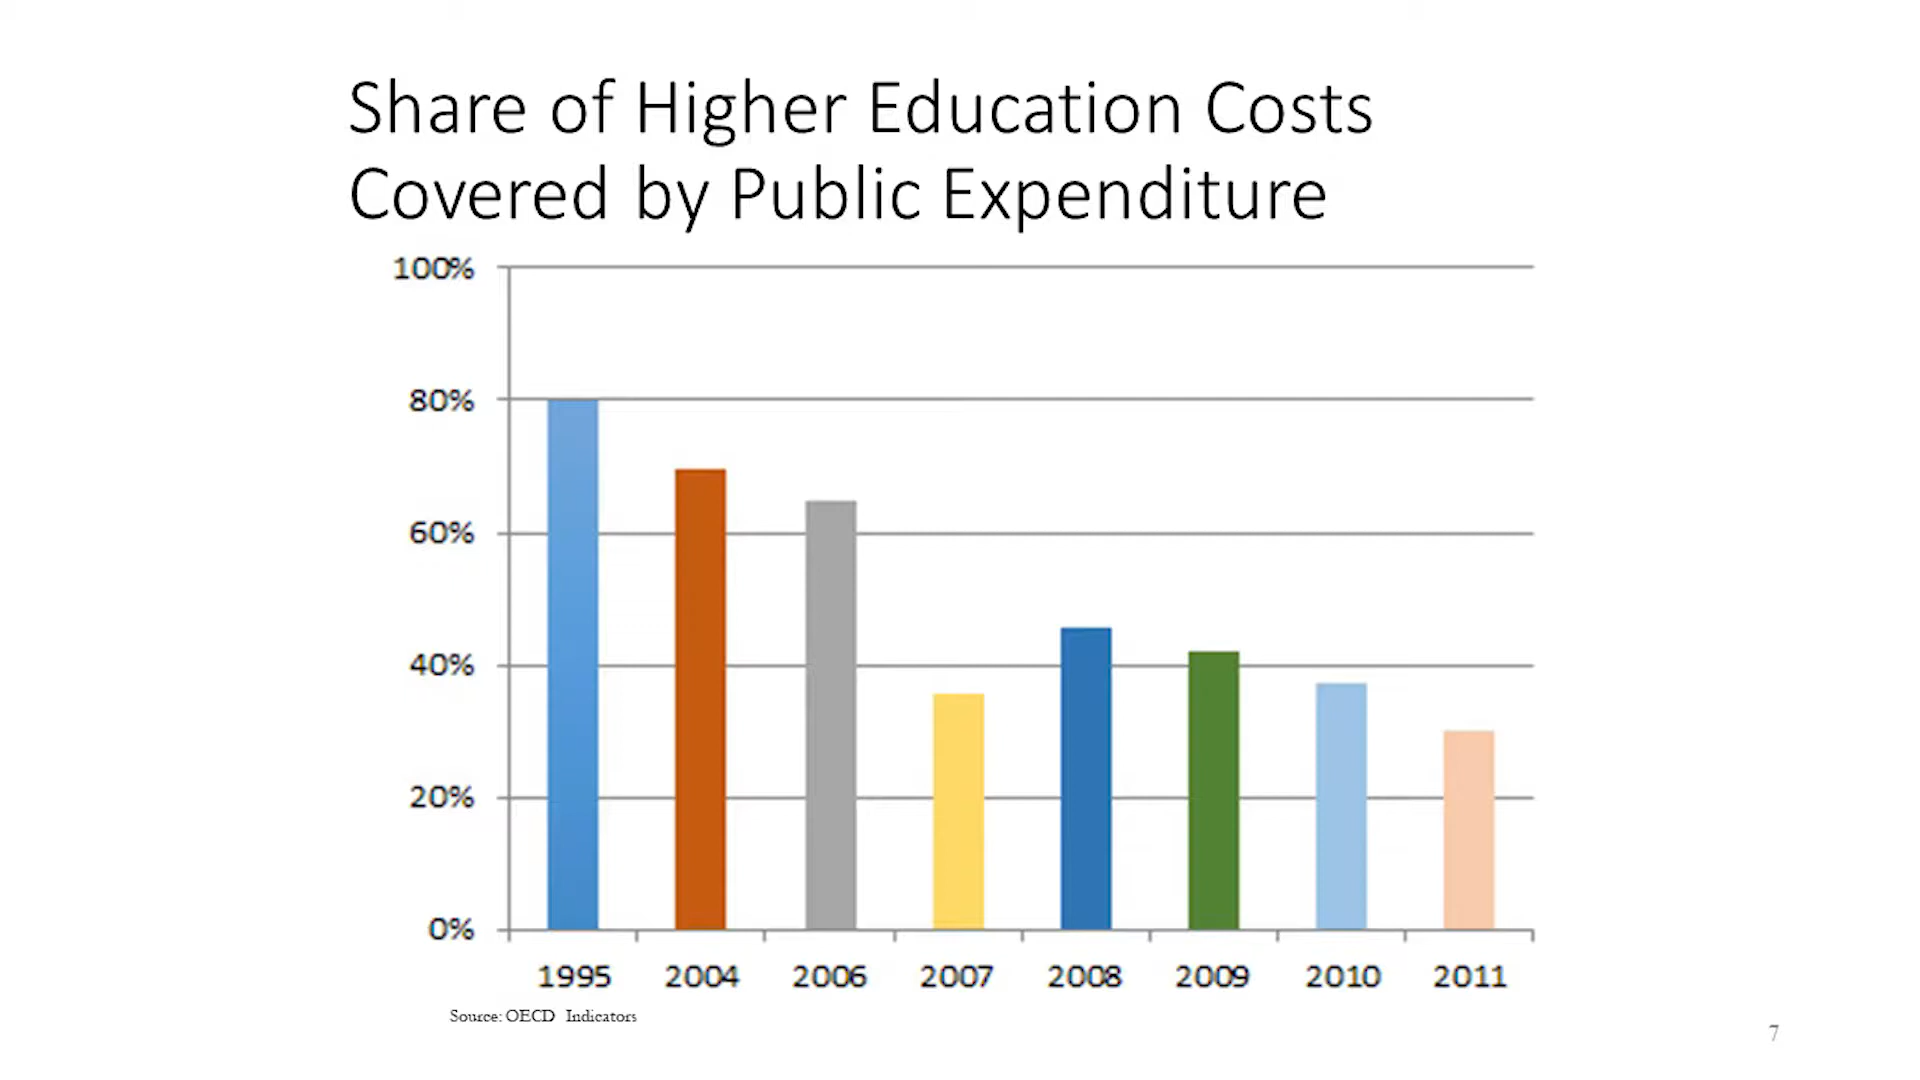 Share of Higher Education Costs
Covered by Public Expenditure
100%
80%
60%
40%
20%
0%
1995 2004 2006 2007 2008 2009 2010 2011
Source: OECD Indicators
7